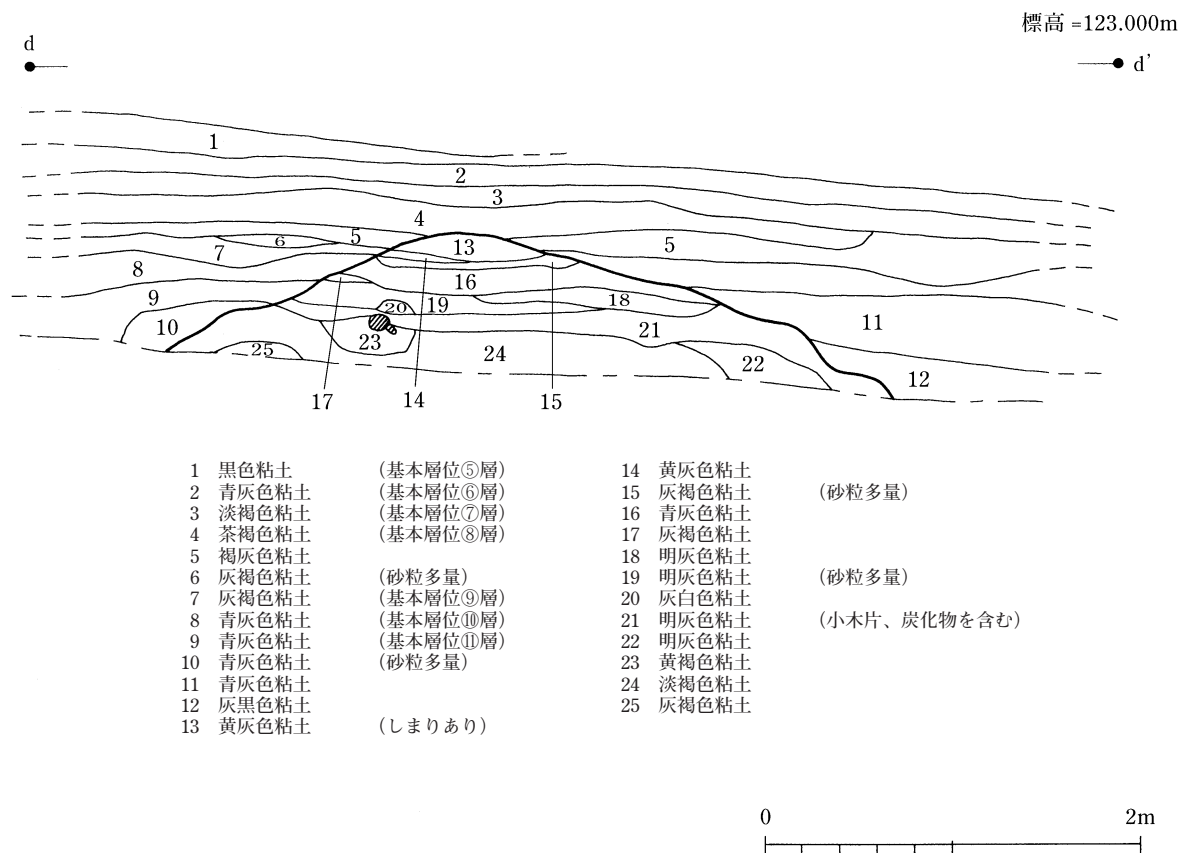 標高 =123.000m
d
d’
1
2
3
4
5
6
5
13
5
7
8
16
9
20
19
18
10
23
21
11
25
24
22
12
17
14
15
1 黒色粘土 (基本層位⑤層)
2 青灰色粘土 (基本層位⑥層)
3 淡褐色粘土 (基本層位⑦層)
4 茶褐色粘土 (基本層位⑧層)
5 褐灰色粘土
6 灰褐色粘土 (砂粒多量)
7 灰褐色粘土 (基本層位⑨層)
8 青灰色粘土 (基本層位⑩層)
9 青灰色粘土 (基本層位⑪層)
10 青灰色粘土 (砂粒多量)
11 青灰色粘土
12 灰黒色粘土
13 黄灰色粘土 (しまりあり)
14 黄灰色粘土
15 灰褐色粘土 (砂粒多量)
16 青灰色粘土
17 灰褐色粘土
18 明灰色粘土
19 明灰色粘土 (砂粒多量)
20 灰白色粘土
21 明灰色粘土 (小木片、炭化物を含む)
22 明灰色粘土
23 黄褐色粘土
24 淡褐色粘土
25 灰褐色粘土
0 2m